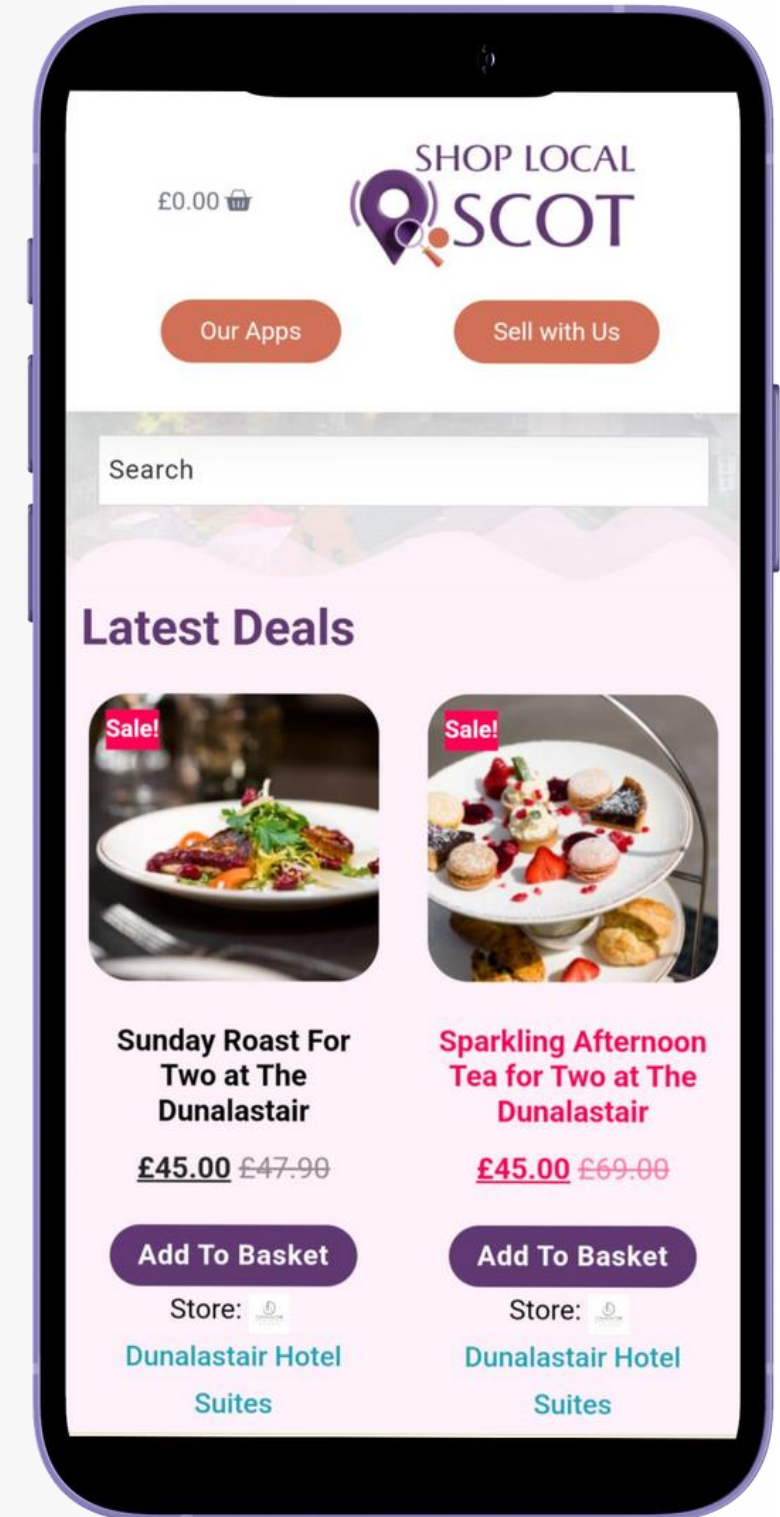 £0.00
SHOP LOCAL
SCOT
Our Apps
Sell with Us
Search
Latest Deals
Sale!
Sunday Roast For
Two at The
Dunalastair
£45.00 £47.90
Add To Basket
Store:
Dunalastair Hotel
Suites
Sale!
Sparkling Afternoon
Tea for Two at The
Dunalastair
£45.00 £69.00
Add To Basket
Store:
Dunalastair Hotel
Suites